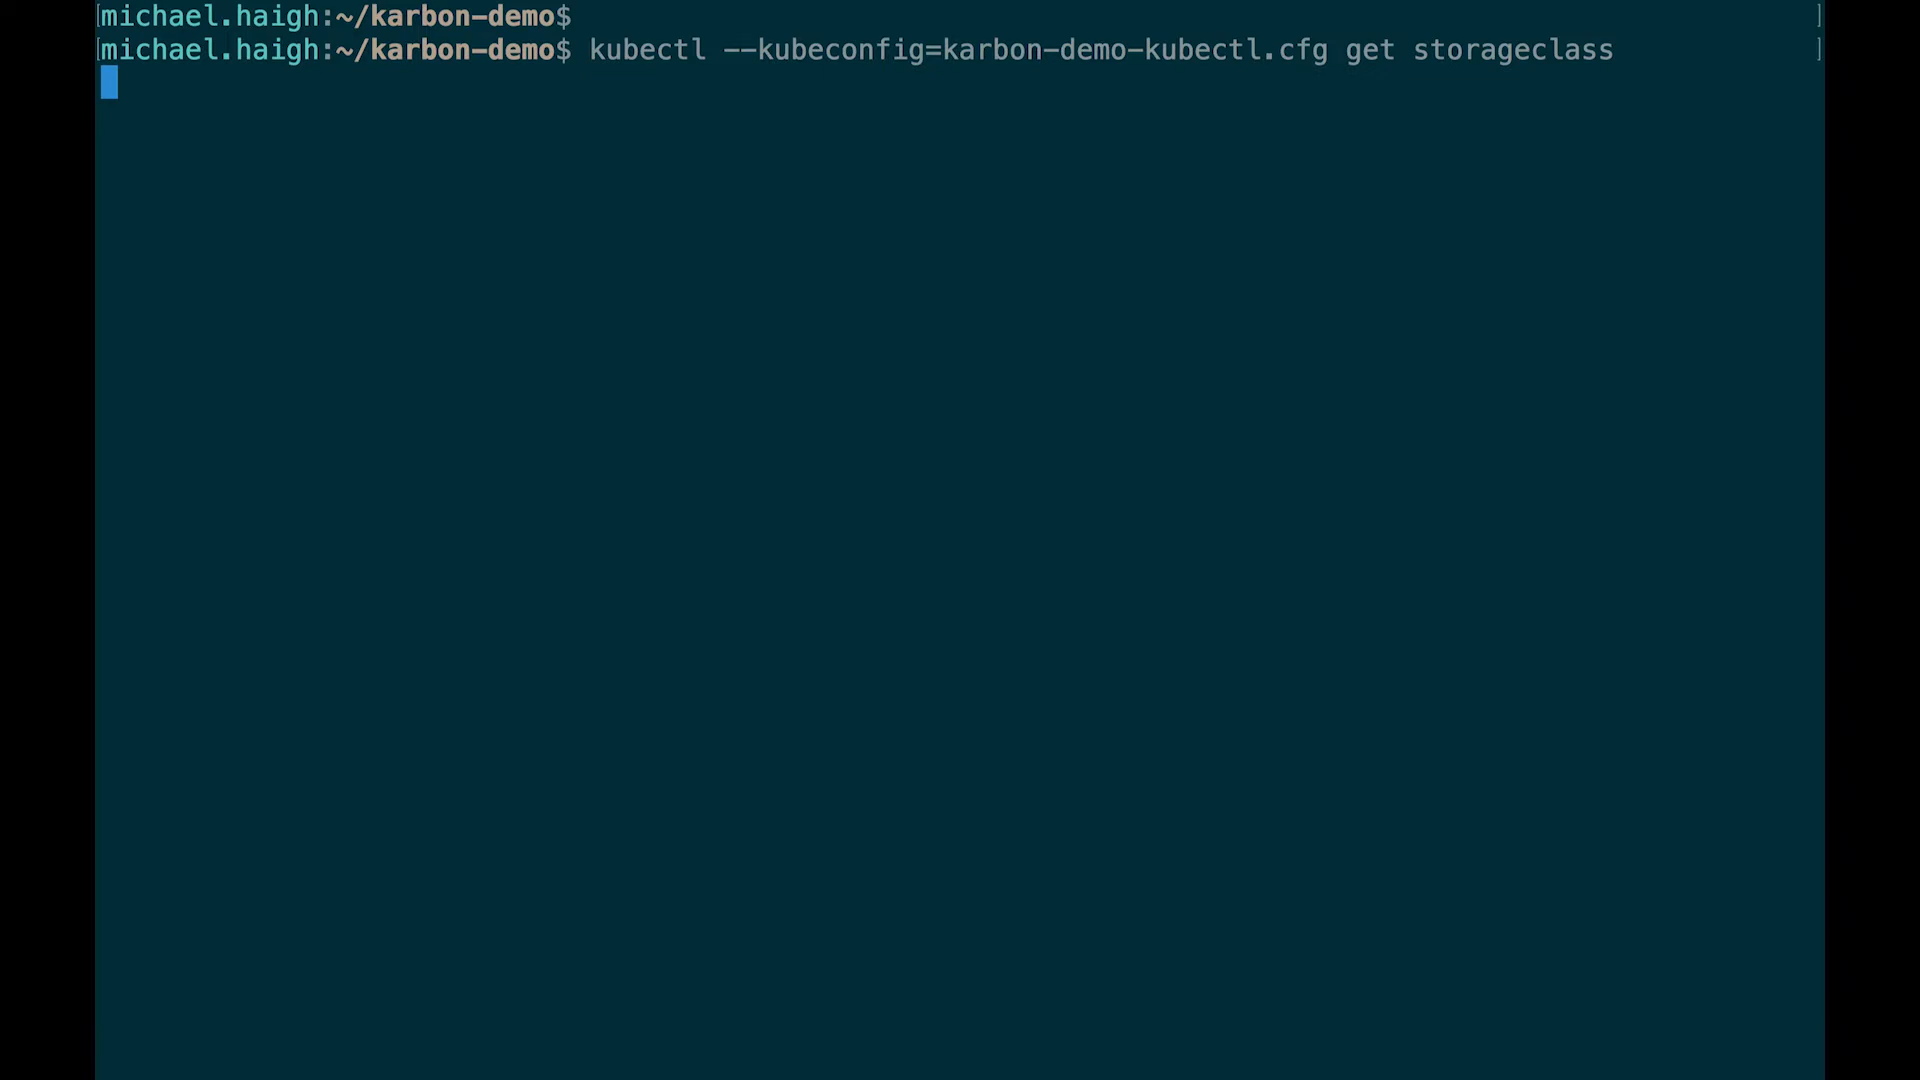 [michael.haigh:~/karbon-demo$ ]
[michael.haigh:~/karbon-demo$ kubectl --kubeconfig=karbon-demo-kubectl.cfg get storageclass ]